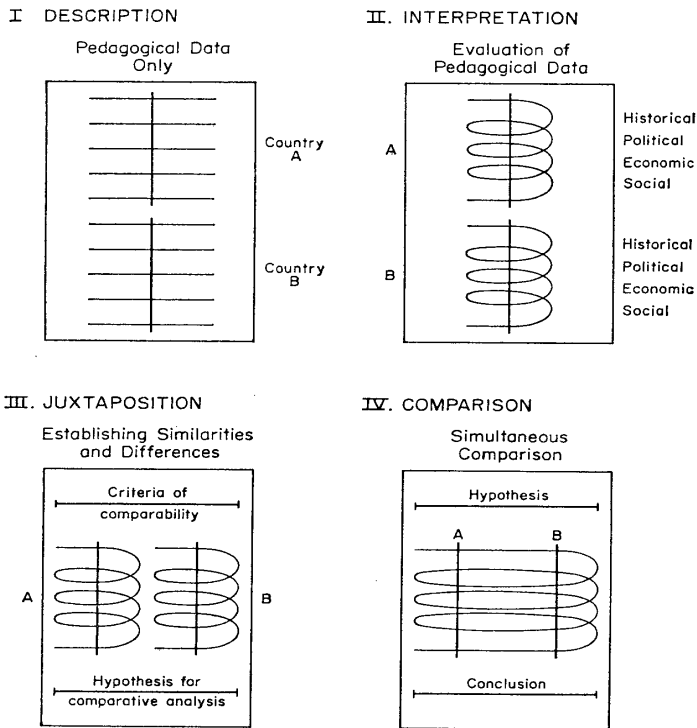 I DESCRIPTION
Pedagogical Data
Only
Country
A
Country
B
II. INTERPRETATION
Evaluation of
Pedagogical Data
A
Historical
Political
Economic
Social
B
Historical
Political
Economic
Social
III. JUXTAPOSITION
Establishing Similarities
and Differences
Criteria of
comparability
A
B
Hypothesis for
comparative analysis
IV. COMPARISON
Simultaneous
Comparison
Hypothesis
A B
Conclusion